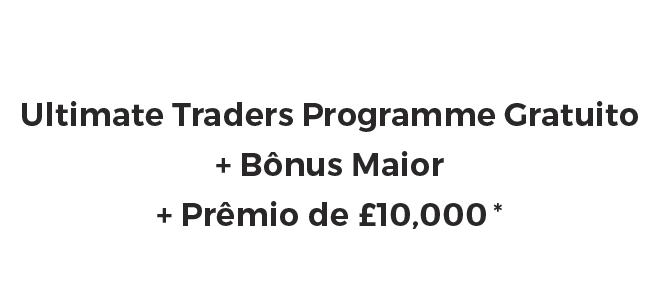 Ultimate Traders Programme Gratuito
+ Bônus Maior
+ Prêmio de £10,000*